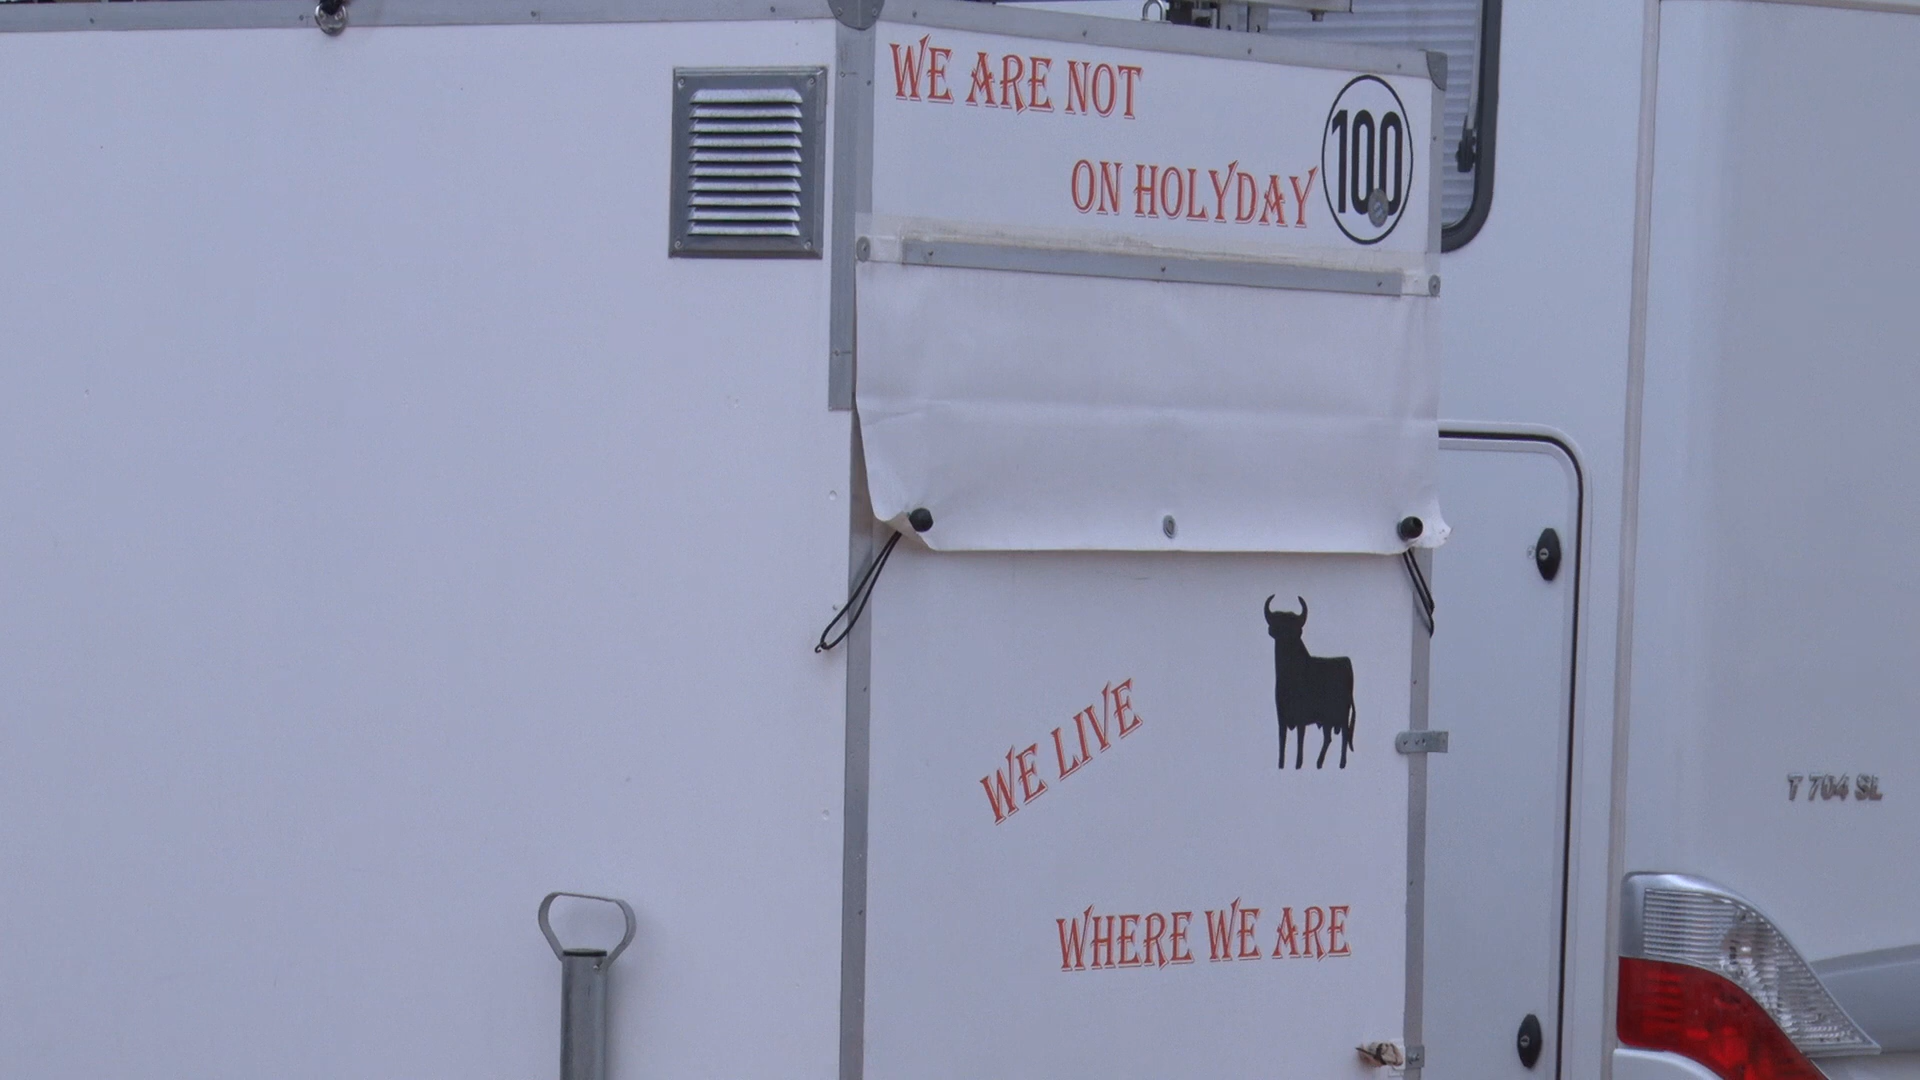 WE ARE NOT
ON HOLYDAY
100
WE LIVE
WHERE WE ARE
T 704 SL